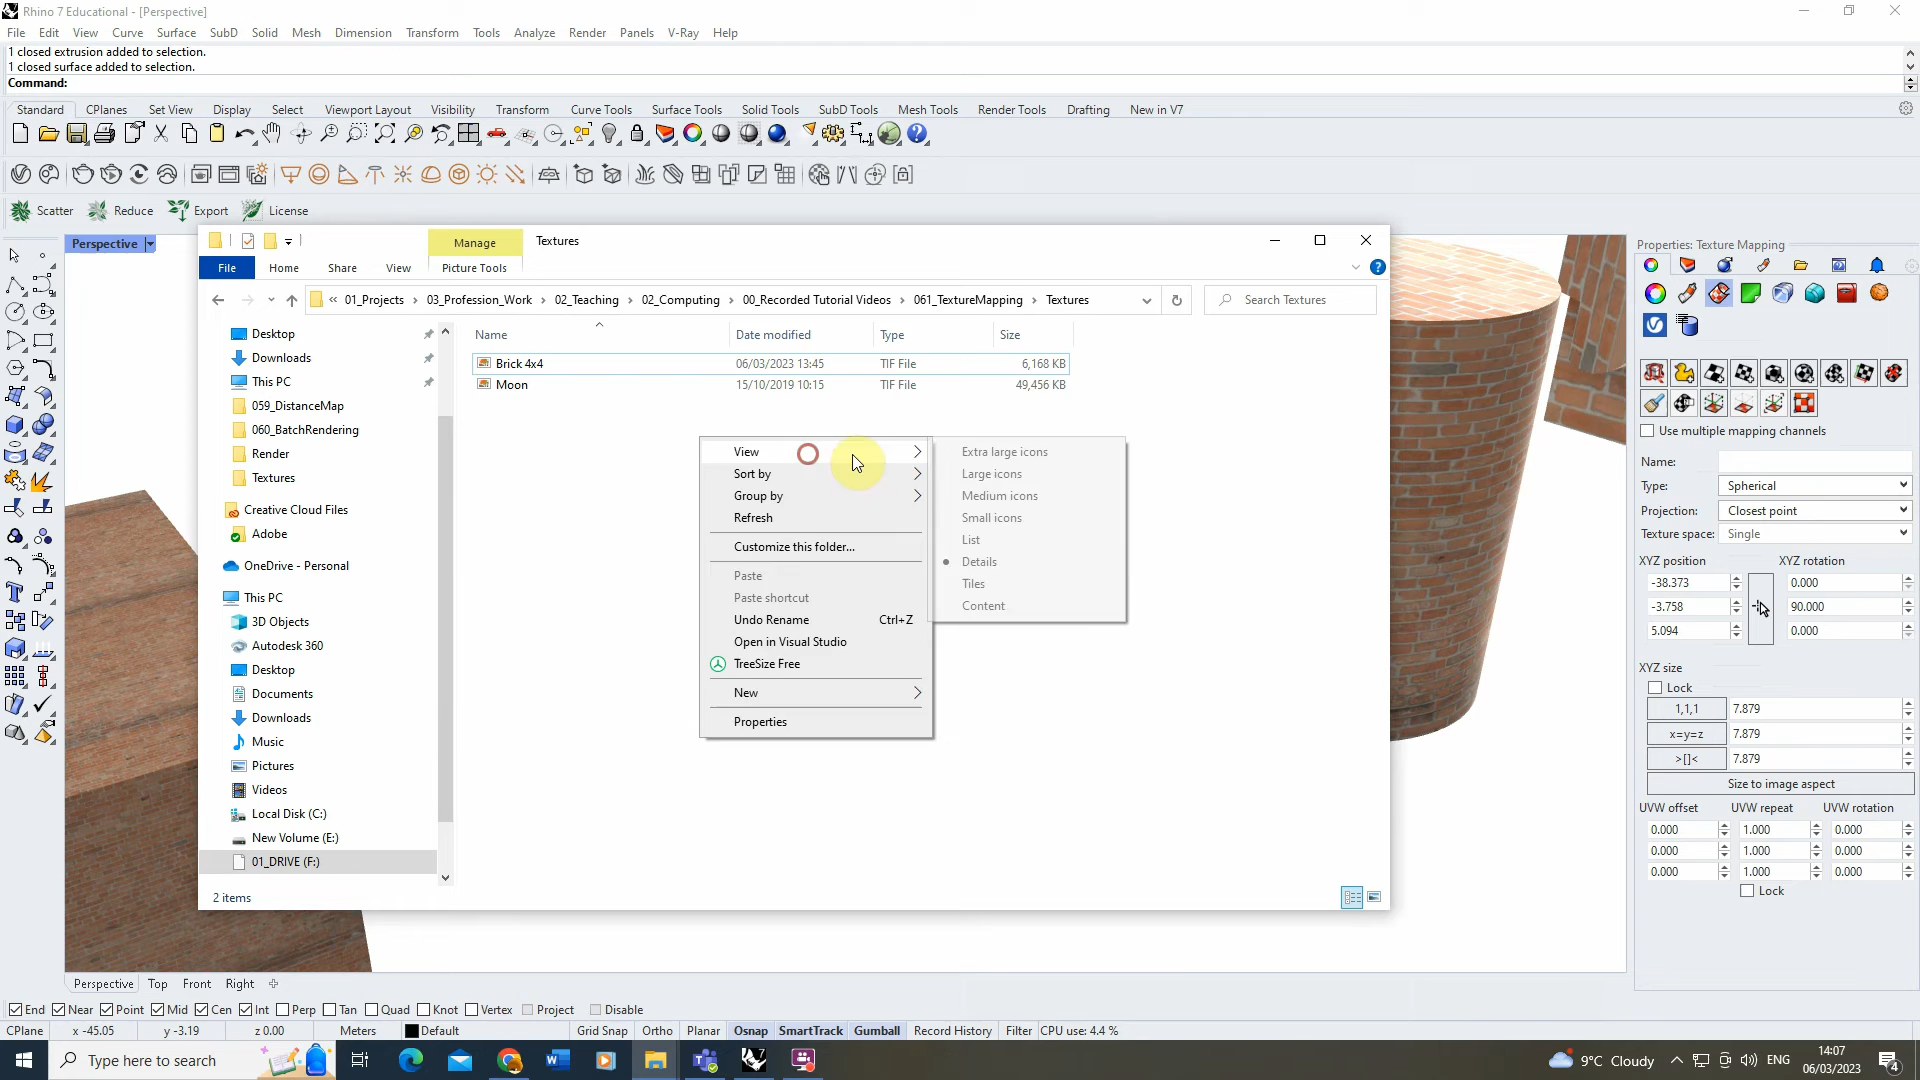 Rhino 7 Educational - [Perspective]
File Edit View Curve Surface SubD Solid Mesh Dimension Transform Tools Analyze Render Panels V-Ray Help
1 closed extrusion added to selection.
1 closed surface added to selection.
Command:
Standard CPlanes Set View Display Select Viewport Layout Visibility Transform Curve Tools Surface Tools Solid Tools SubD Tools Mesh Tools Render Tools Drafting New in V7
Scatter Reduce Export License
Perspective
Manage Textures
File Home Share View Picture Tools
« 01_Projects 03_Profession_Work 02_Teaching 02_Computing 00_Recorded Tutorial Videos 061_TextureMapping Textures Search Textures
Name Date modified Type Size
Brick 4x4 06/03/2023 13:45 TIF File 6,168 KB
Moon 15/10/2019 10:15 TIF File 49,456 KB
Desktop
Downloads
This PC
059_DistanceMap
060_BatchRendering
Render
Textures
Creative Cloud Files
Adobe
OneDrive - Personal
This PC
3D Objects
Autodesk 360
Desktop
Documents
Downloads
Music
Pictures
Videos
Local Disk (C:)
New Volume (E:)
01_DRIVE (F:)
2 items
View
Sort by
Group by
Refresh
Customize this folder...
Paste
Paste shortcut
Undo Rename Ctrl+Z
Open in Visual Studio
TreeSize Free
New
Properties
Extra large icons
Large icons
Medium icons
Small icons
List
Details
Tiles
Content
Properties: Texture Mapping
Use multiple mapping channels
Name:
Type: Spherical
Projection: Closest point
Texture space: Single
XYZ position XYZ rotation
-38.373 0.000
-3.758 90.000
5.094 0.000
XYZ size
Lock
1,1,1 7.879
x=y=z 7.879
>[]< 7.879
Size to image aspect
UVW offset UVW repeat UVW rotation
0.000 1.000 0.000
0.000 1.000 0.000
0.000 1.000 0.000
Lock
Perspective Top Front Right
End Near Point Mid Cen Int Perp Tan Quad Knot Vertex Project Disable
CPlane x -45.05 y -3.19 z 0.00 Meters Default Grid Snap Ortho Planar Osnap SmartTrack Gumball Record History Filter CPU use: 4.4 %
Type here to search 9°C Cloudy ENG 14:07
06/03/2023 4